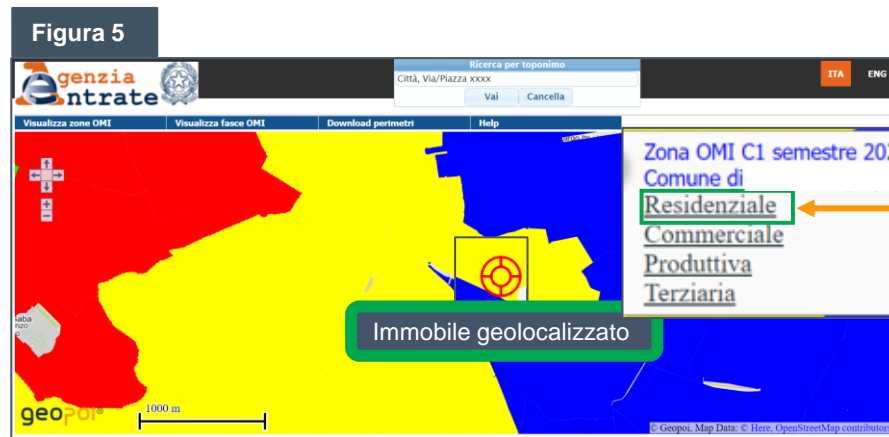 Figura 5
Agenzia
Entrate
Ricerca per toponimo
Città, Via/Piazza xxxx
Vai Cancella
ITA ENG
Visualizza zone OMI Visualizza fasce OMI Download perimetri Help
Zona OMI C1 semestre 202
Comune di
Residenziale
Commerciale
Produttiva
Terziaria
Immobile geolocalizzato
geopoi®
1000 m
© Geopoi, Map Data: © Here, OpenStreetMap contributors